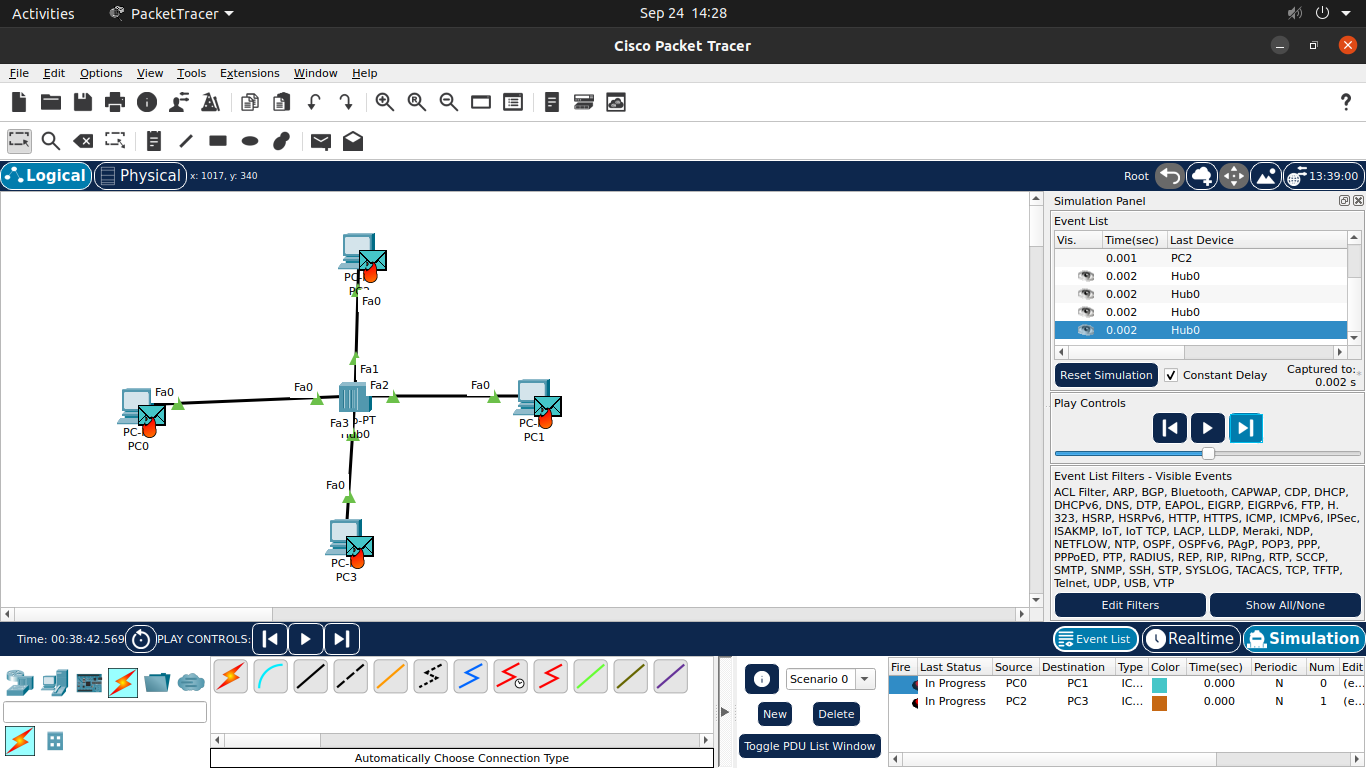 Activities PacketTracer Sep 24 14:28
Cisco Packet Tracer
File Edit Options View Tools Extensions Window Help
Logical Physical x: 1017, y: 340 Root 13:39:00
Fa0
Fa1
Fa0
PC0
Fa0
Fa2
Fa0
PC1
Fa3
Hub0
Fa0
PC3
Simulation Panel
Event List
Vis. Time(sec) Last Device
0.001 PC2
0.002 Hub0
0.002 Hub0
0.002 Hub0
0.002 Hub0
Reset Simulation Constant Delay Captured to:
0.002 s
Play Controls
Event List Filters - Visible Events
ACL Filter, ARP, BGP, Bluetooth, CAPWAP, CDP, DHCP,
DHCPv6, DNS, DTP, EAPOL, EIGRP, EIGRPv6, FTP, H.
323, HSRP, HSRPv6, HTTP, HTTPS, ICMP, ICMPv6, IPSec,
ISAKMP, IoT, IoT TCP, LACP, LLDP, Meraki, NDP,
NETFLOW, NTP, OSPF, OSPFv6, PAgP, POP3, PPP,
PPPoED, PTP, RADIUS, REP, RIP, RIPng, RTP, SCCP,
SMTP, SNMP, SSH, STP, SYSLOG, TACACS, TCP, TFTP,
Telnet, UDP, USB, VTP
Edit Filters Show All/None
Time: 00:38:42.569 PLAY CONTROLS: Event List Realtime Simulation
Automatically Choose Connection Type
Scenario 0
New Delete
Toggle PDU List Window
Fire Last Status Source Destination Type Color Time(sec) Periodic Num Edit
In Progress PC0 PC1 IC... 0.000 N 0 (e...
In Progress PC2 PC3 IC... 0.000 N 1 (e...